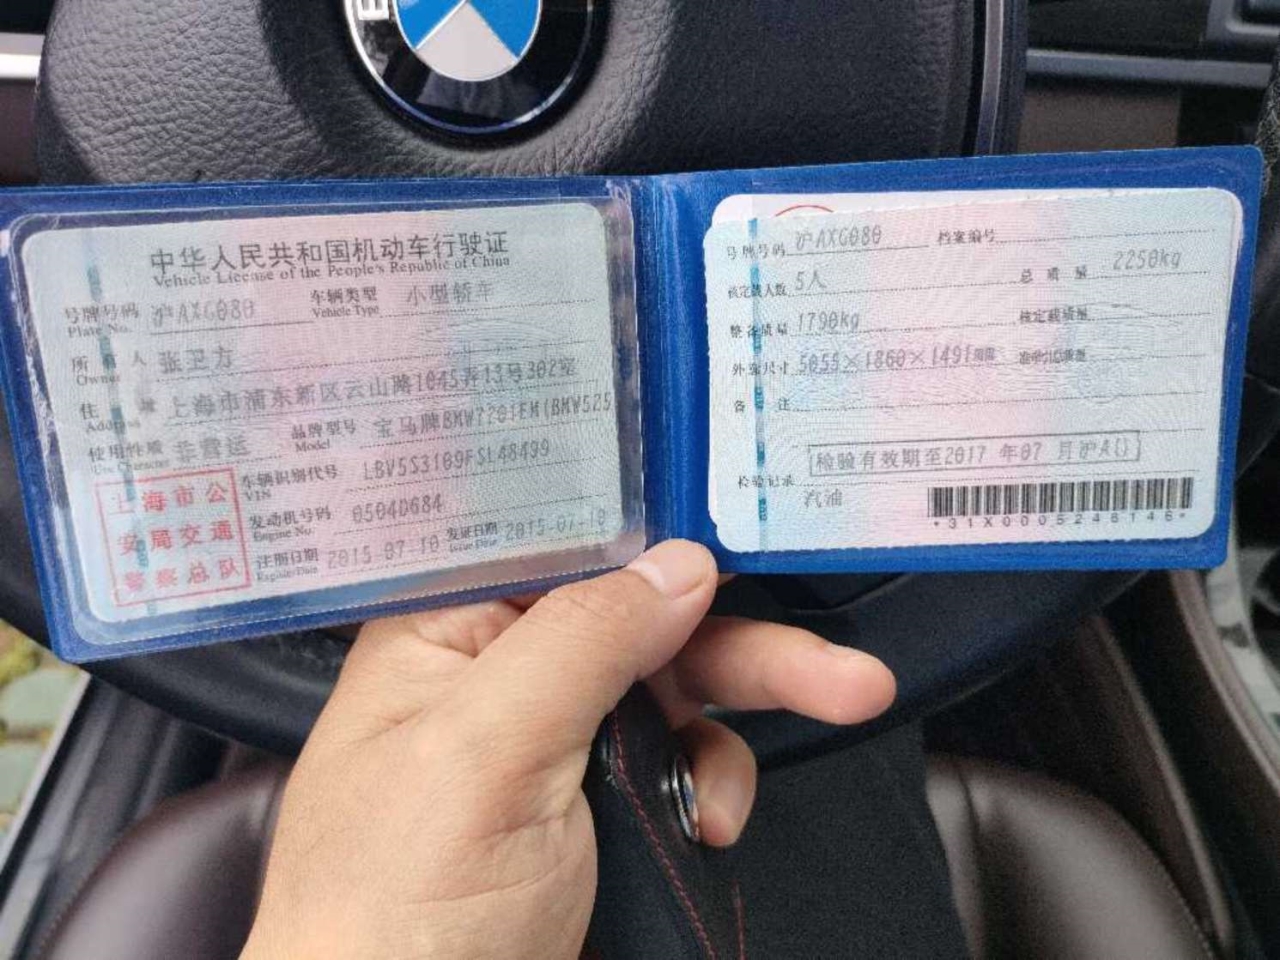 中华人民共和国机动车行驶证
Vehicle License of the People's Republic of China
号牌号码 沪AXG080 车辆类型 小型轿车
Plate No. Vehicle Type
所有人 张卫方
Owner
住址 上海市浦东新区云山路1045弄13号302室
Address
使用性质 非营运 品牌型号 宝马牌BMW7201EM(BMW525
Use Character Model
车辆识别代号 LBV5S3109FSL48499
VIN
发动机号码 0504D684
Engine No.
注册日期 2015-07-10 发证日期 2015-07-10
Register Date Issue Date
上海市公
安局交通
警察总队
号牌号码 沪AXG080 档案编号
核定载人数 5人 总质量 2250kg
整备质量 1790kg 核定载质量
外廓尺寸 5055×1860×1491mm 准牵引总质量
备注
检验有效期至2017 年07 月沪A()
检验记录
汽油
*31X0005246146*